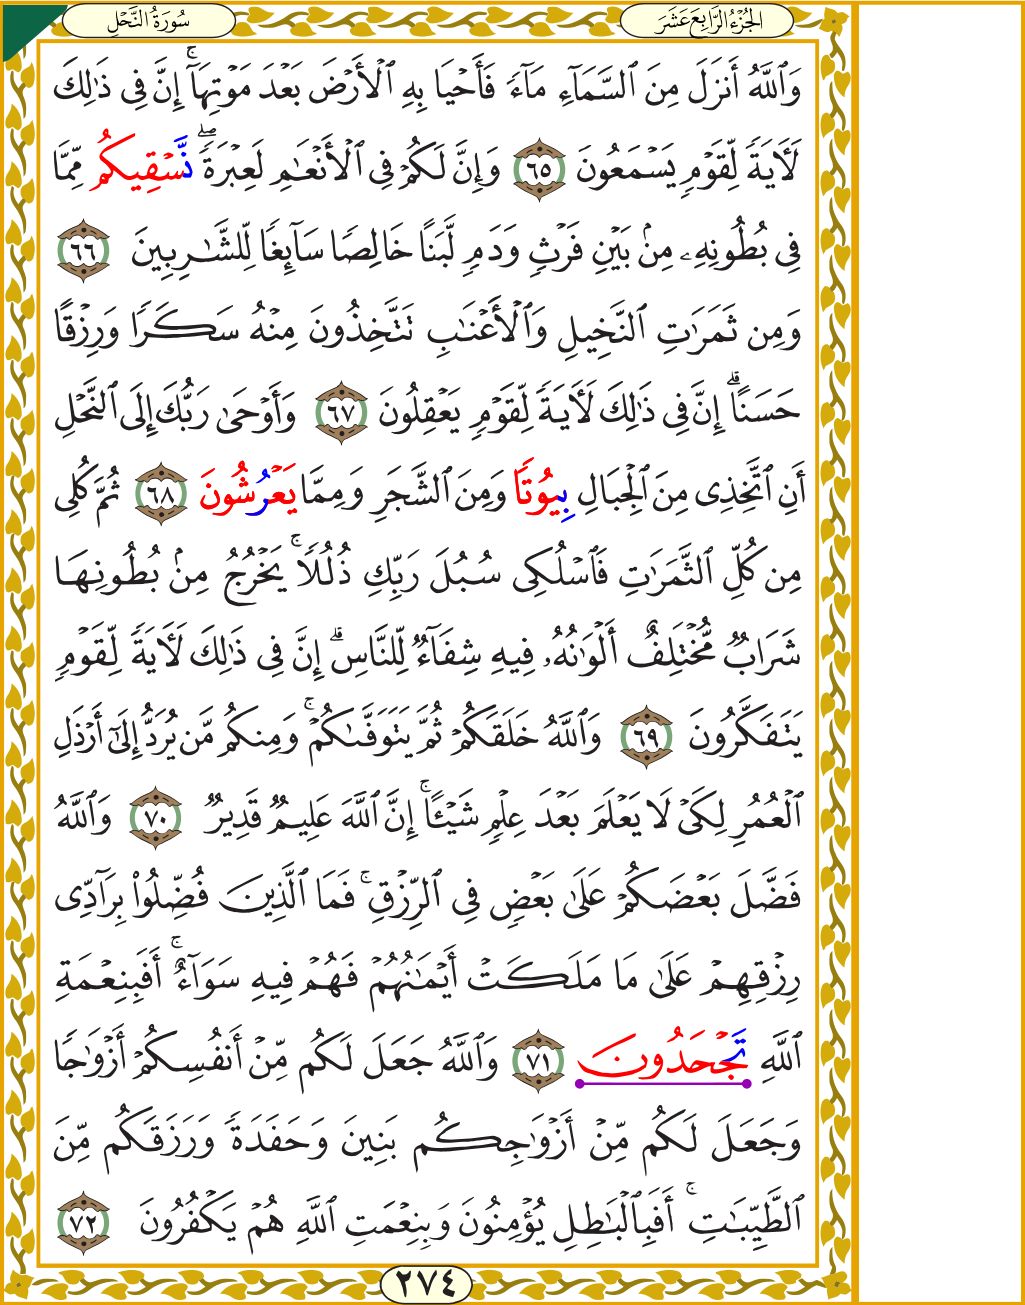 سُورَةُ النَّحْلِ
الجُزْءُ الرَّابِعَ عَشَرَ
وَٱللَّهُ أَنزَلَ مِنَ ٱلسَّمَآءِ مَآءٗ فَأَحۡيَا بِهِ ٱلۡأَرۡضَ بَعۡدَ مَوۡتِهَآۚ إِنَّ فِي ذَٰلِكَ
لَأٓيَةٗ لِّقَوۡمٖ يَسۡمَعُونَ ٦٥ وَإِنَّ لَكُمۡ فِي ٱلۡأَنۡعَٰمِ لَعِبۡرَةٗۖ نَّسۡقِيكُم مِّمَّا
فِي بُطُونِهِۦ مِنۢ بَيۡنِ فَرۡثٖ وَدَمٖ لَّبَنًا خَالِصٗا سَآئِغٗا لِّلشَّٰرِبِينَ ٦٦
وَمِن ثَمَرَٰتِ ٱلنَّخِيلِ وَٱلۡأَعۡنَٰبِ تَتَّخِذُونَ مِنۡهُ سَكَرٗا وَرِزۡقًا
حَسَنًاۗ إِنَّ فِي ذَٰلِكَ لَأٓيَةٗ لِّقَوۡمٖ يَعۡقِلُونَ ٦٧ وَأَوۡحَىٰ رَبُّكَ إِلَى ٱلنَّحۡلِ
أَنِ ٱتَّخِذِي مِنَ ٱلۡجِبَالِ بِيُوتٗا وَمِنَ ٱلشَّجَرِ وَمِمَّا يَعۡرُشُونَ ٦٨ ثُمَّ كُلِي
مِن كُلِّ ٱلثَّمَرَٰتِ فَٱسۡلُكِي سُبُلَ رَبِّكِ ذُلُلٗاۚ يَخۡرُجُ مِنۢ بُطُونِهَا
شَرَابٞ مُّخۡتَلِفٌ أَلۡوَٰنُهُۥ فِيهِ شِفَآءٞ لِّلنَّاسِۗ إِنَّ فِي ذَٰلِكَ لَأٓيَةٗ لِّقَوۡمٖ
يَتَفَكَّرُونَ ٦٩ وَٱللَّهُ خَلَقَكُمۡ ثُمَّ يَتَوَفَّىٰكُمۡۚ وَمِنكُم مَّن يُرَدُّ إِلَىٰٓ أَرۡذَلِ
ٱلۡعُمُرِ لِكَيۡ لَا يَعۡلَمَ بَعۡدَ عِلۡمٖ شَيۡـًٔاۚ إِنَّ ٱللَّهَ عَلِيمٞ قَدِيرٞ ٧٠ وَٱللَّهُ
فَضَّلَ بَعۡضَكُمۡ عَلَىٰ بَعۡضٖ فِي ٱلرِّزۡقِۚ فَمَا ٱلَّذِينَ فُضِّلُواْ بِرَآدِّي
رِزۡقِهِمۡ عَلَىٰ مَا مَلَكَتۡ أَيۡمَٰنُهُمۡ فَهُمۡ فِيهِ سَوَآءٌۚ أَفَبِنِعۡمَةِ
ٱللَّهِ تَجۡحَدُونَ ٧١ وَٱللَّهُ جَعَلَ لَكُم مِّنۡ أَنفُسِكُمۡ أَزۡوَٰجٗا
وَجَعَلَ لَكُم مِّنۡ أَزۡوَٰجِكُم بَنِينَ وَحَفَدَةٗ وَرَزَقَكُم مِّنَ
ٱلطَّيِّبَٰتِۚ أَفَبِٱلۡبَٰطِلِ يُؤۡمِنُونَ وَبِنِعۡمَتِ ٱللَّهِ هُمۡ يَكۡفُرُونَ ٧٢
٢٧٤